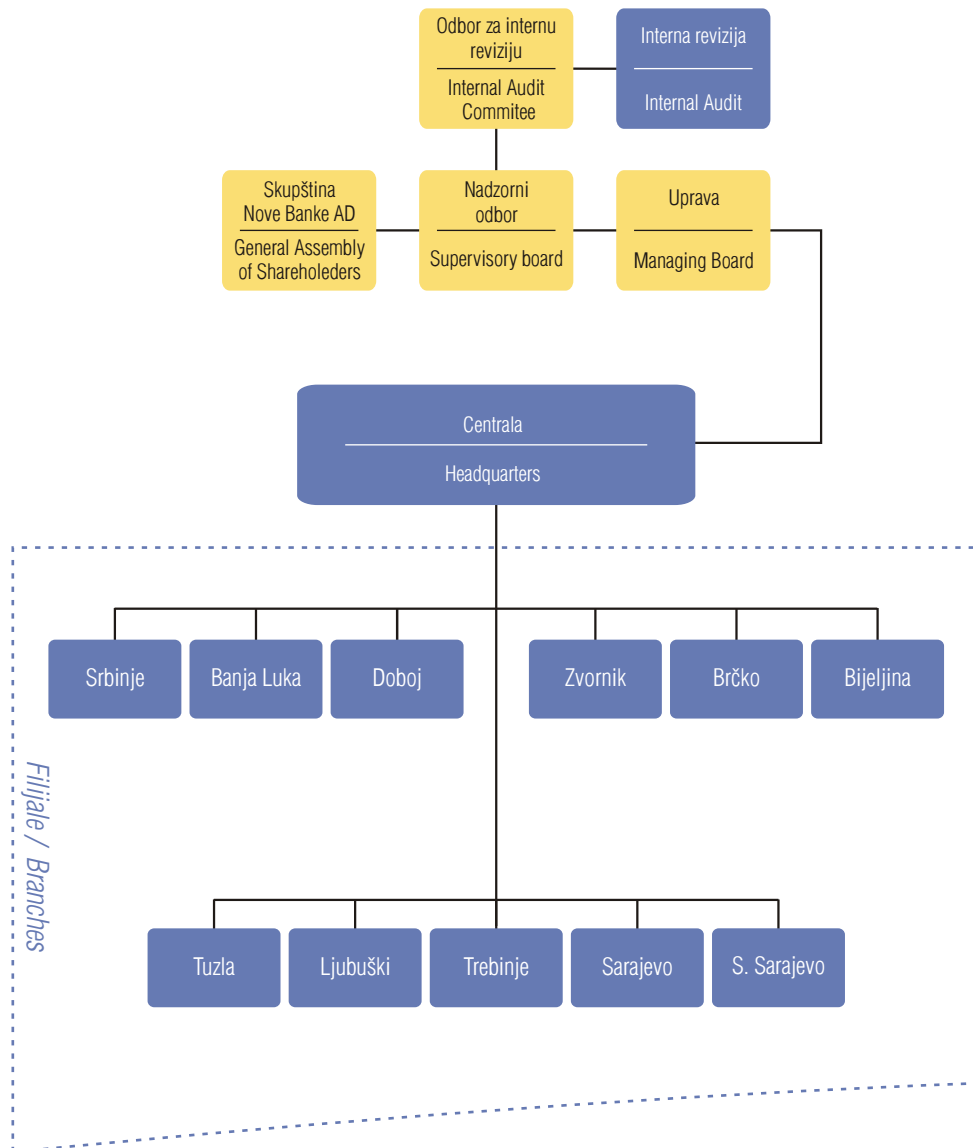 Odbor za internu
reviziju
Internal Audit
Commitee
Interna revizija
Internal Audit
Skupština
Nove Banke AD
General Assembly
of Shareholeders
Nadzorni
odbor
Supervisory board
Uprava
Managing Board
Centrala
Headquarters
Srbinje
Banja Luka
Doboj
Zvornik
Brčko
Bijeljina
Filijale / Branches
Tuzla
Ljubuški
Trebinje
Sarajevo
S. Sarajevo